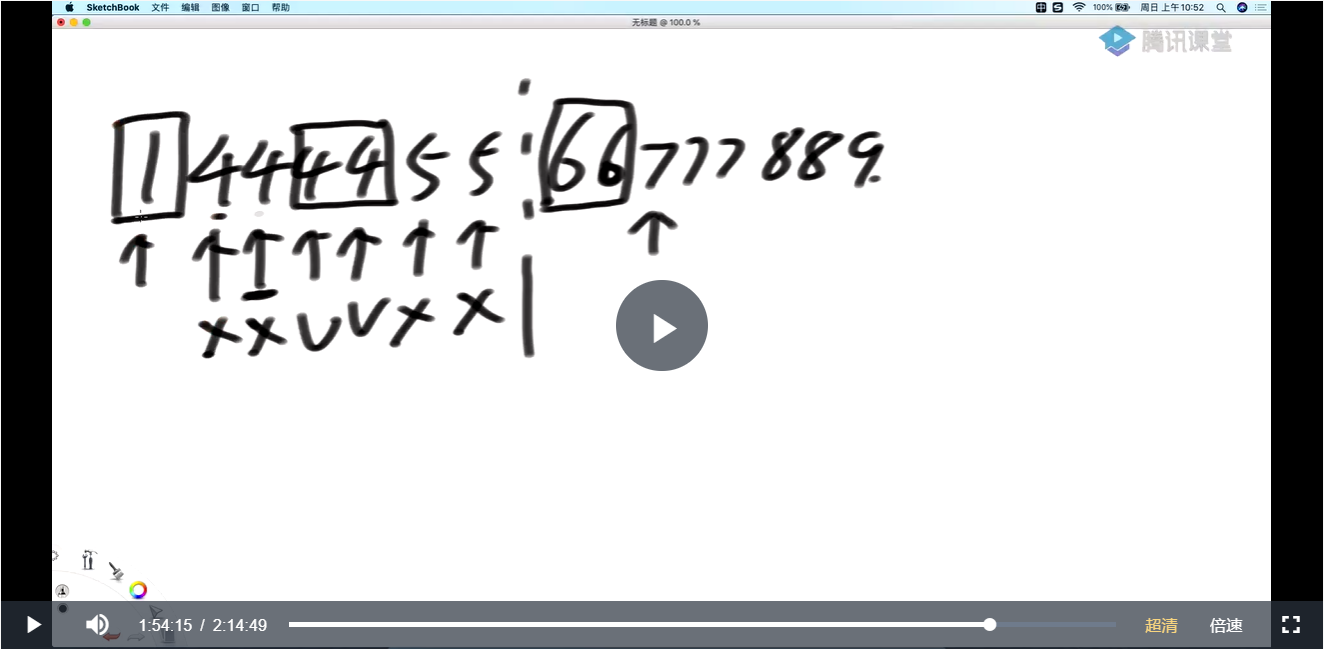 SketchBook 文件 编辑 图像 窗口 帮助 100% 周日上午10:52
无标题 @ 100.0 %
腾讯课堂
1 4 4 4 4 5 5 6 6 7 7 7 8 8 9.
x x v v x x
1:54:15 / 2:14:49 超清 倍速